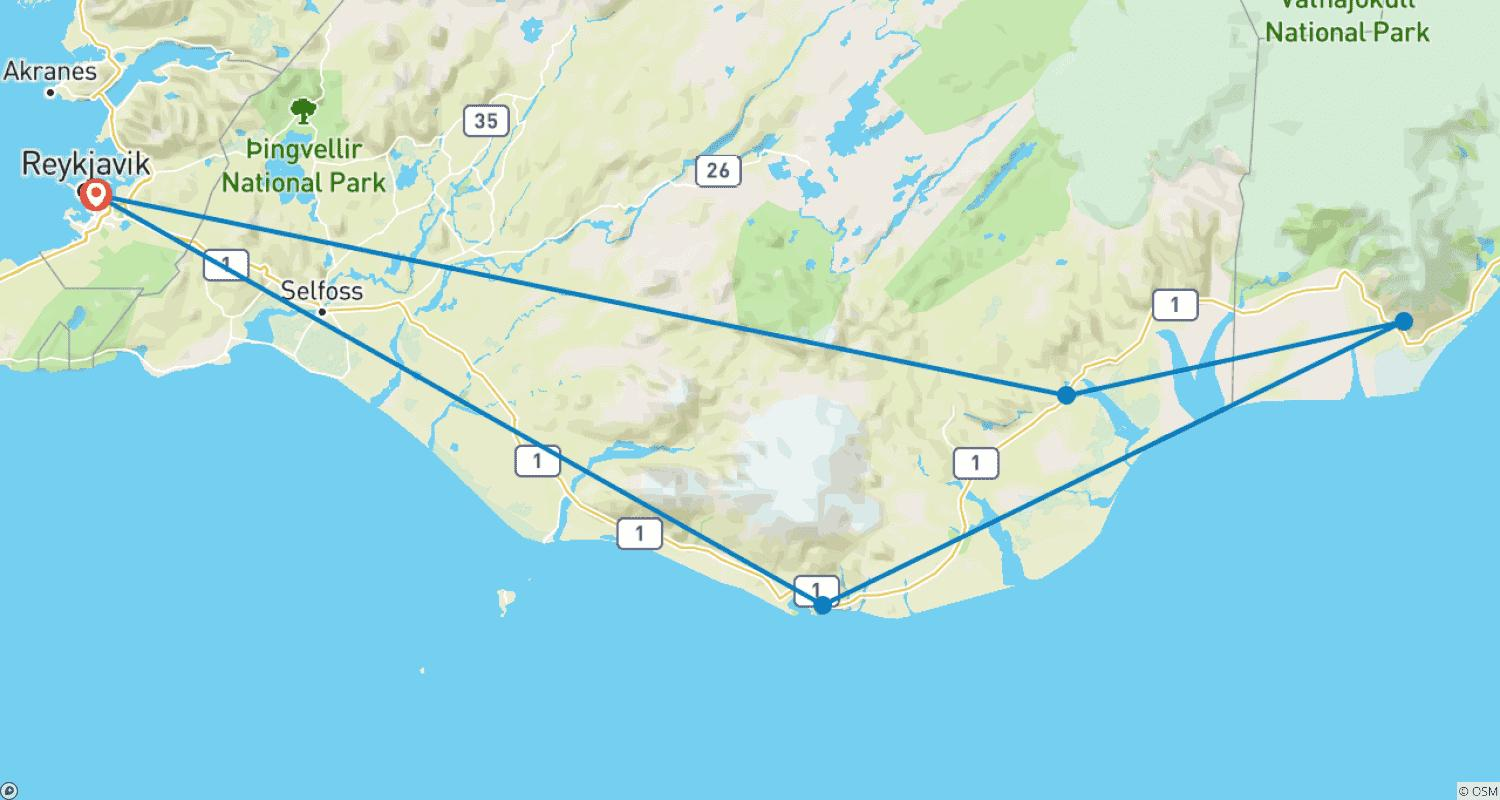 Vatnajökull
National Park
Akranes
35
Þingvellir
National Park
Reykjavik
26
1
Selfoss
1
1
1
1
1
© OSM